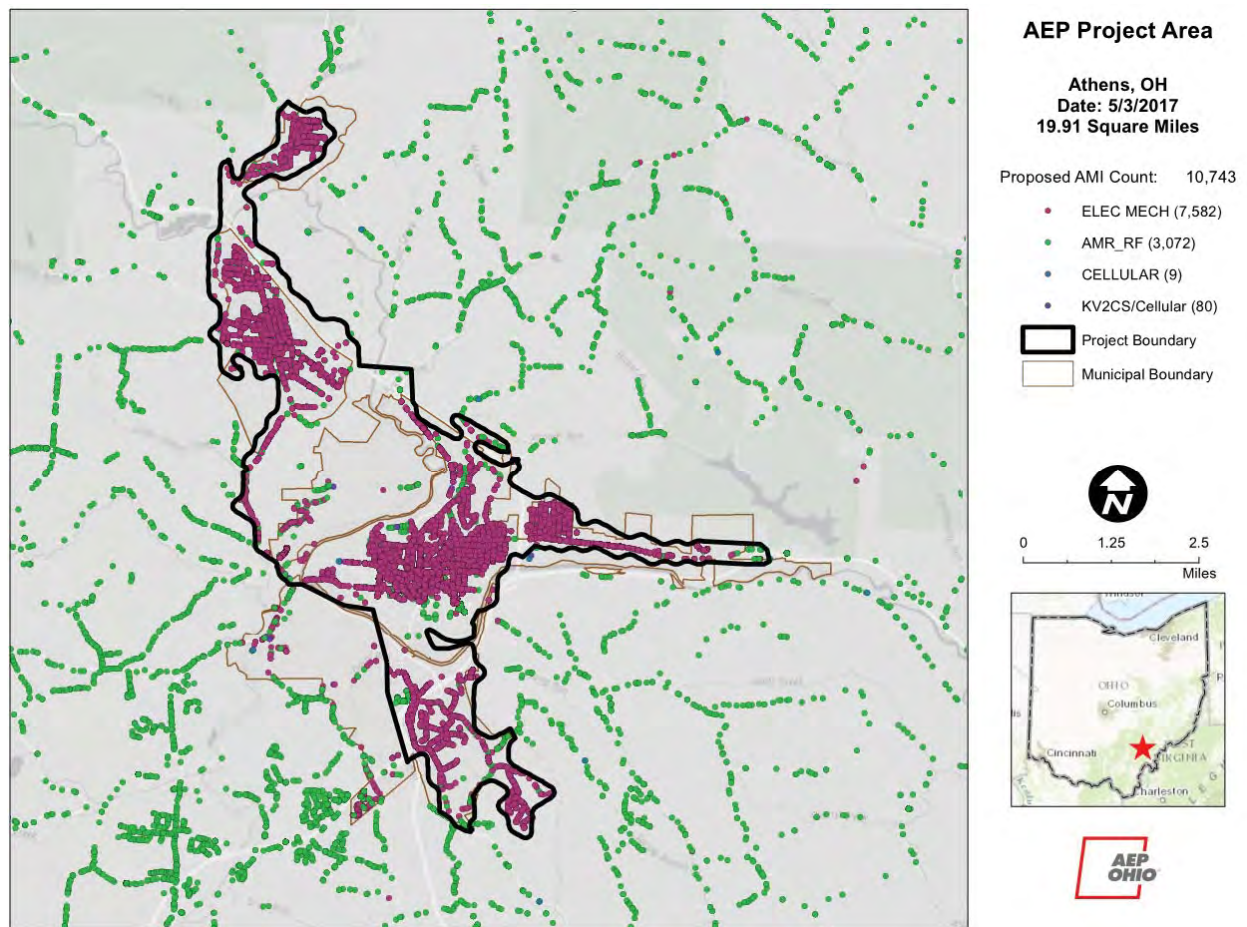 AEP Project Area
Athens, OH
Date: 5/3/2017
19.91 Square Miles
Proposed AMI Count: 10,743
ELEC MECH (7,582)
AMR_RF (3,072)
CELLULAR (9)
KV2CS/Cellular (80)
Project Boundary
Municipal Boundary
N
0 1.25 2.5
Miles
Windsor
Cleveland
OHIO
Columbus
Cincinnati
Charleston
AEP
OHIO